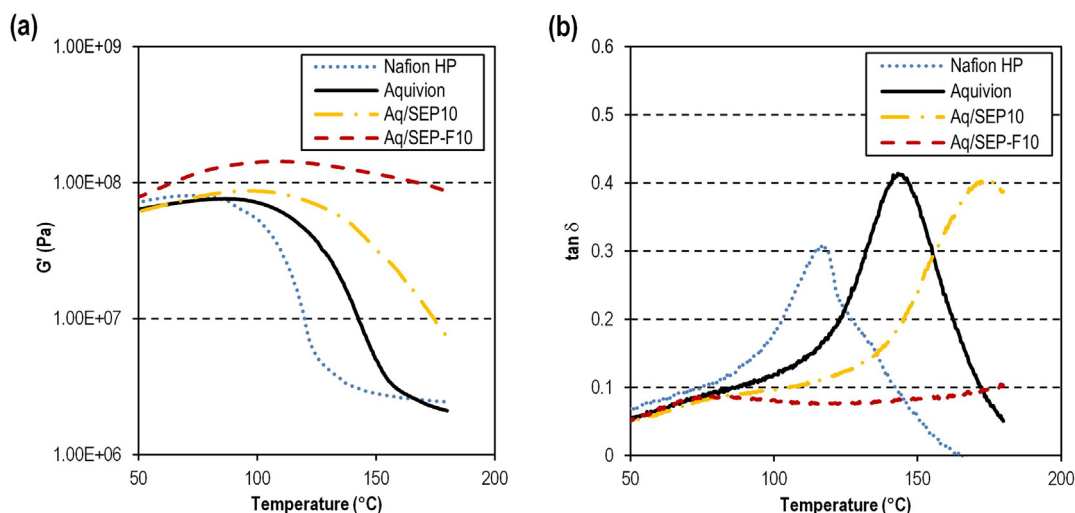 (a)
1.00E+09
1.00E+08
1.00E+07
1.00E+06
G' (Pa)
50
100
150
200
Temperature (°C)
Nafion HP
Aquivion
Aq/SEP10
Aq/SEP-F10
(b)
0.6
0.5
0.4
0.3
0.2
0.1
0
tan δ
50
100
150
200
Temperature (°C)
Nafion HP
Aquivion
Aq/SEP10
Aq/SEP-F10